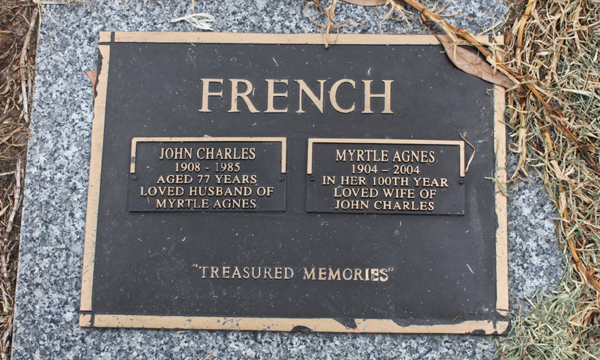 FRENCH
JOHN CHARLES
1908 - 1985
AGED 77 YEARS
LOVED HUSBAND OF
MYRTLE AGNES
MYRTLE AGNES
1904 - 2004
IN HER 100TH YEAR
LOVED WIFE OF
JOHN CHARLES
"TREASURED MEMORIES"